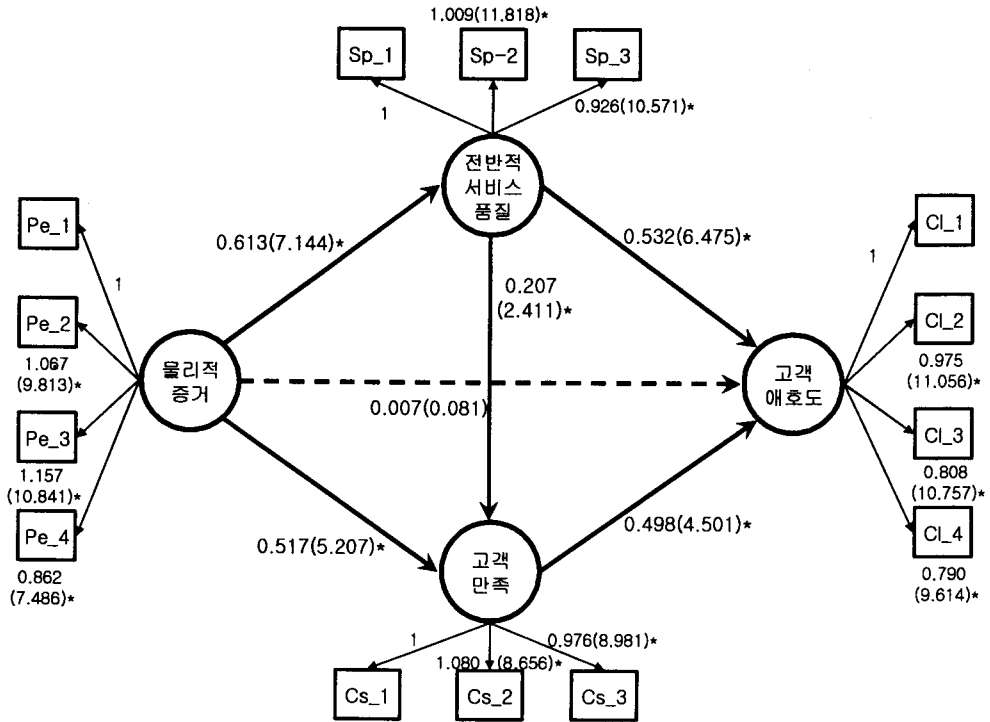 1.009(11.818)*
Sp_1
Sp-2
Sp_3
1
0.926(10.571)*
전반적
서비스
품질
Pe_1
1
Pe_2
1.067
(9.813)*
Pe_3
1.157
(10.841)*
Pe_4
0.862
(7.486)*
물리적
증거
0.613(7.144)*
0.532(6.475)*
0.207
(2.411)*
0.007(0.081)
0.517(5.207)*
0.498(4.501)*
고객
애호도
1
Cl_1
Cl_2
0.975
(11.056)*
Cl_3
0.808
(10.757)*
Cl_4
0.790
(9.614)*
고객
만족
1
0.976(8.981)*
1.080 (8.656)*
Cs_1
Cs_2
Cs_3